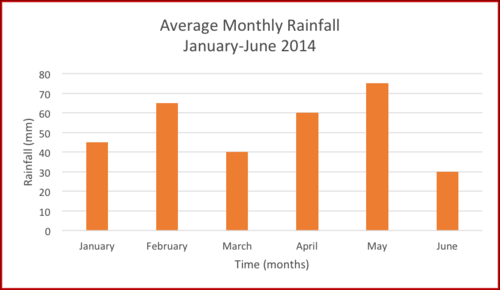 Average Monthly Rainfall
January-June 2014
80
70
60
50
40
30
20
10
0
Rainfall (mm)
January February March April May June
Time (months)